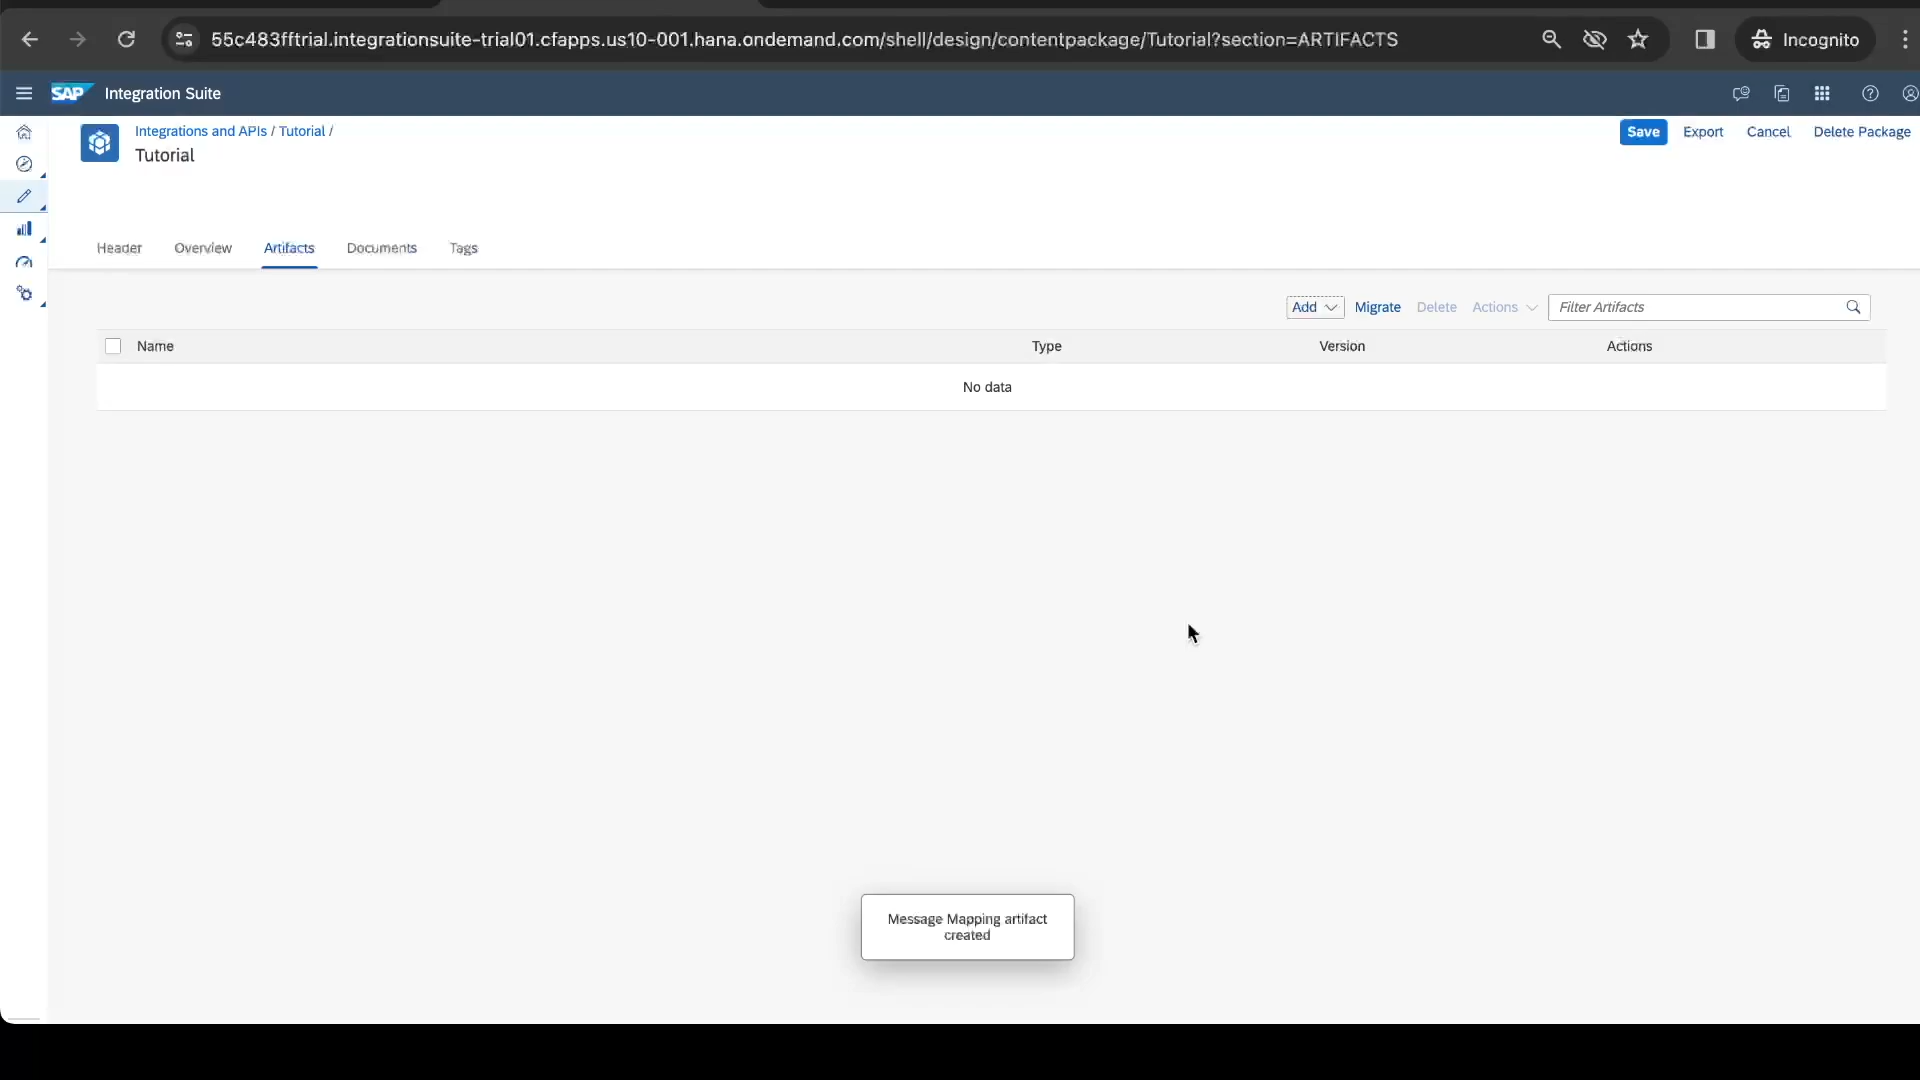 55c483fftrial.integrationsuite-trial01.cfapps.us10-001.hana.ondemand.com/shell/design/contentpackage/Tutorial?section=ARTIFACTS
Incognito
SAP
Integration Suite
Integrations and APIs / Tutorial /
Tutorial
Save
Export
Cancel
Delete Package
Header
Overview
Artifacts
Documents
Tags
Add
Migrate
Delete
Actions
Filter Artifacts
Name
Type
Version
Actions
No data
Message Mapping artifact
created